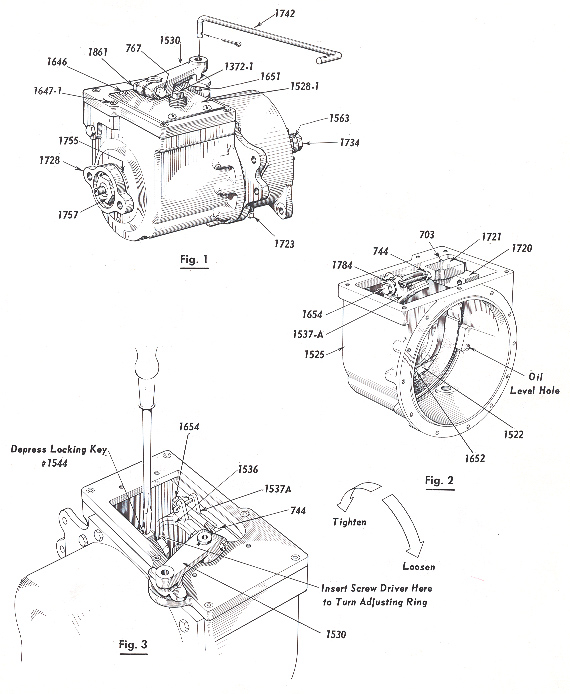 1742
1530
767
1861
1646
1372-1
1651
1647-1
1528-1
1563
1755
1734
1728
1757
1723
Fig. 1
703
1721
744
1720
1784
1654
1537-A
1525
Oil
Level Hole
1522
1652
Fig. 2
1654
Depress Locking Key
#1544
1536
1537A
744
Tighten
Loosen
Insert Screw Driver Here
to Turn Adjusting Ring
1530
Fig. 3